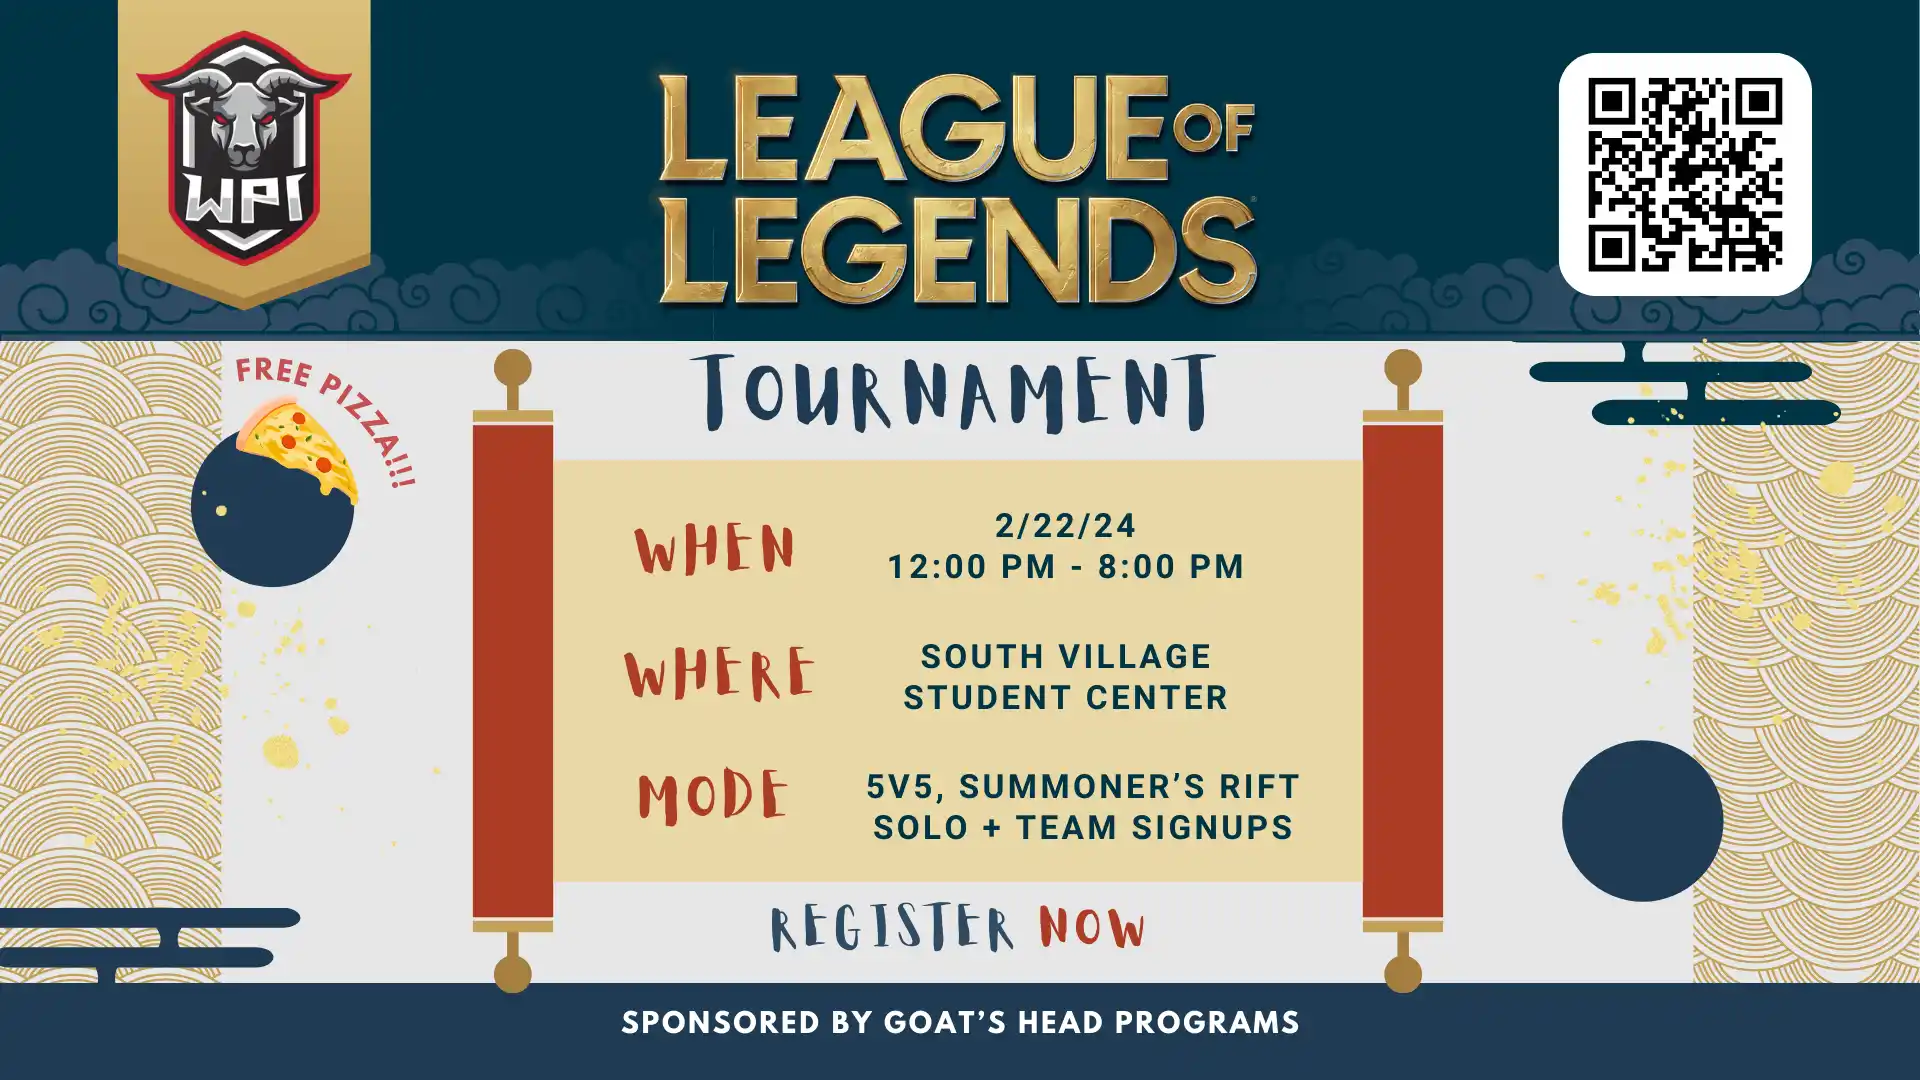 WPI
LEAGUE OF
LEGENDS
TOURNAMENT
FREE PIZZA!!!
WHEN
2/22/24
12:00 PM - 8:00 PM
WHERE
SOUTH VILLAGE
STUDENT CENTER
MODE
5V5, SUMMONER’S RIFT
SOLO + TEAM SIGNUPS
REGISTER NOW
SPONSORED BY GOAT’S HEAD PROGRAMS